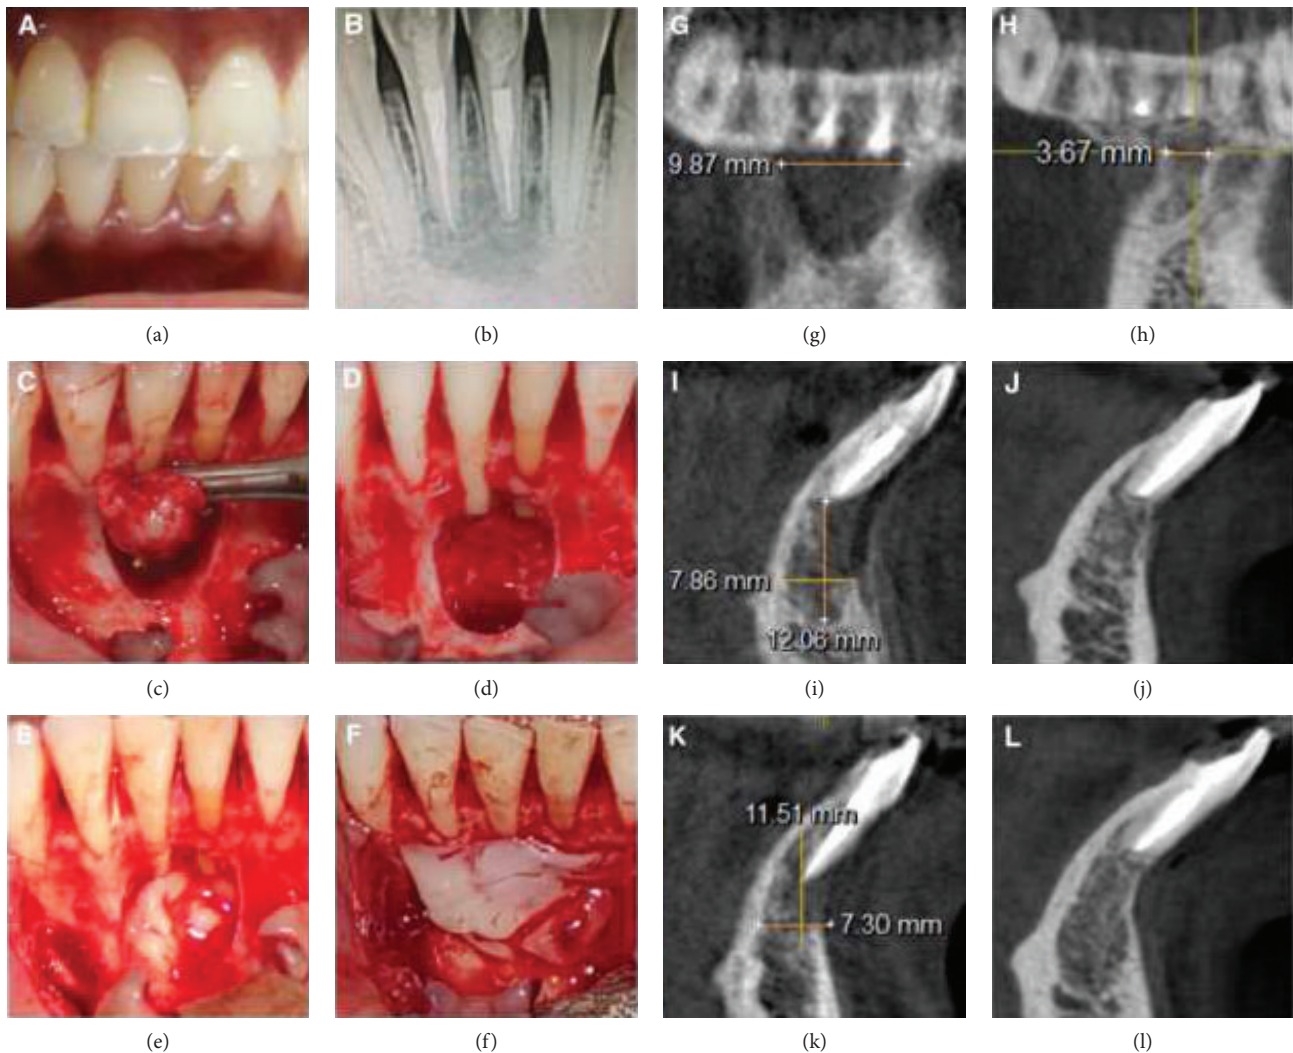 A
B
G
H
9.87 mm
3.67 mm
(a)
(b)
(g)
(h)
C
D
I
J
7.86 mm
12.06 mm
(c)
(d)
(i)
(j)
E
F
K
L
11.51 mm
7.30 mm
(e)
(f)
(k)
(l)